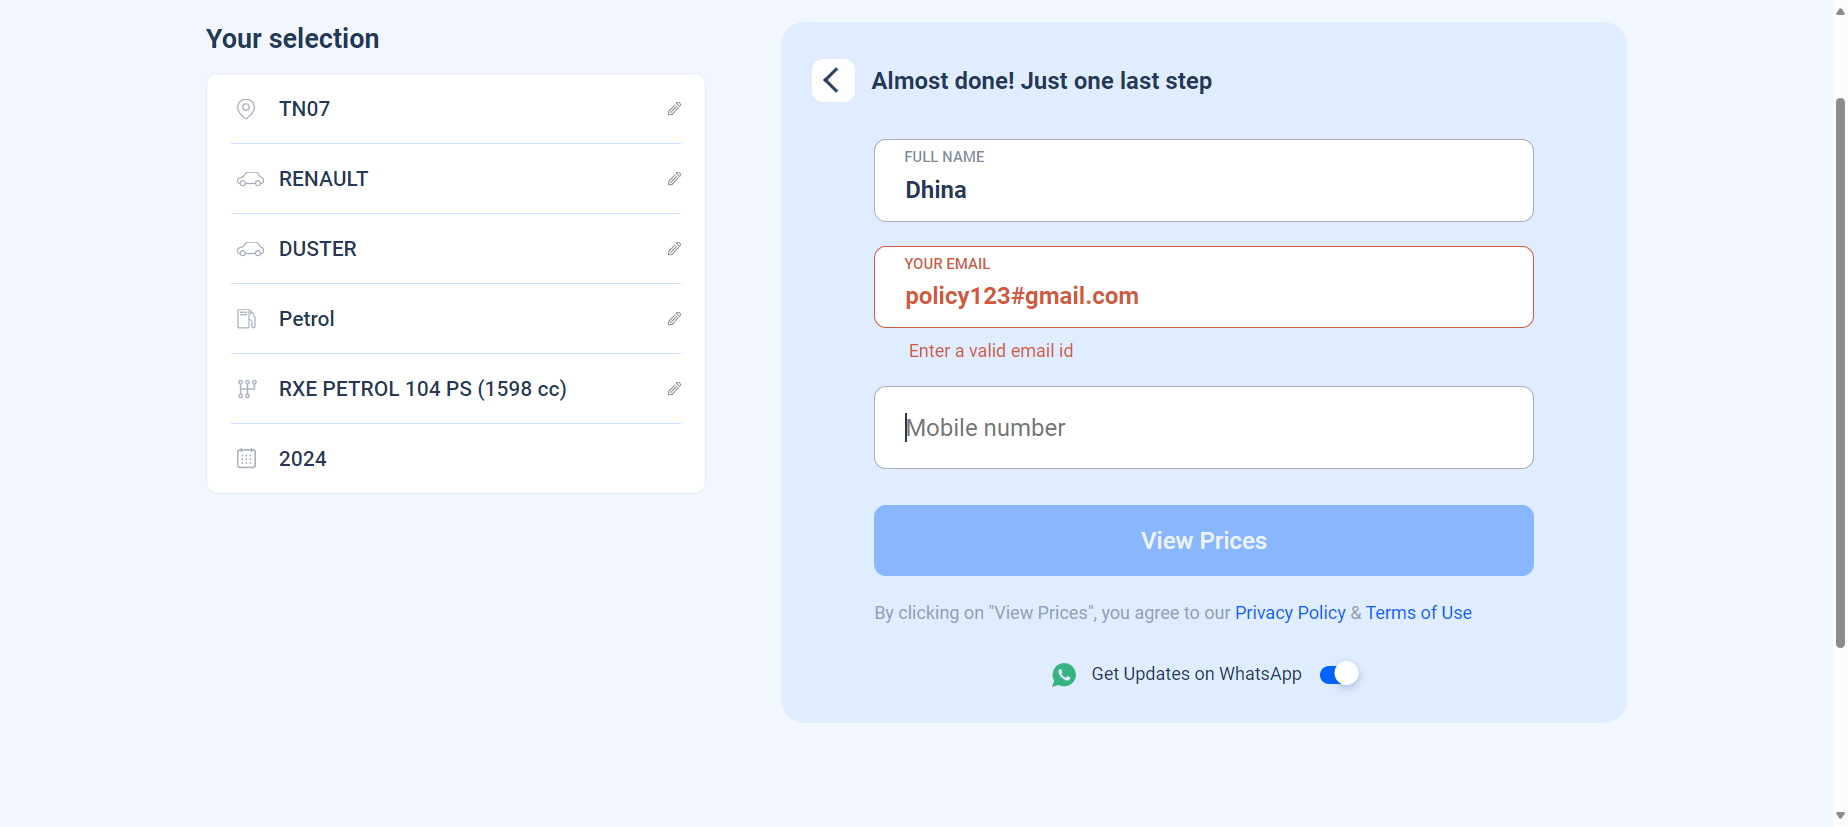 Your selection
TN07
RENAULT
DUSTER
Petrol
RXE PETROL 104 PS (1598 cc)
2024
Almost done! Just one last step
FULL NAME
Dhina
YOUR EMAIL
policy123#gmail.com
Enter a valid email id
Mobile number
View Prices
By clicking on "View Prices", you agree to our Privacy Policy & Terms of Use
Get Updates on WhatsApp